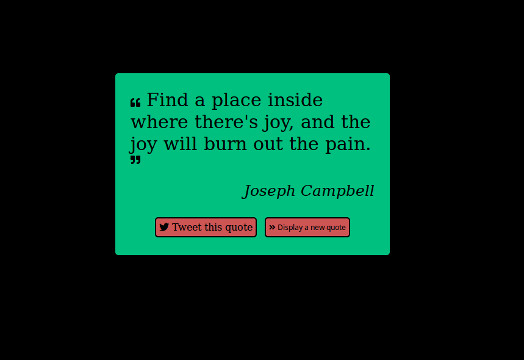 ❝ Find a place inside
where there's joy, and the
joy will burn out the pain.
❞
Joseph Campbell
Tweet this quote
» Display a new quote